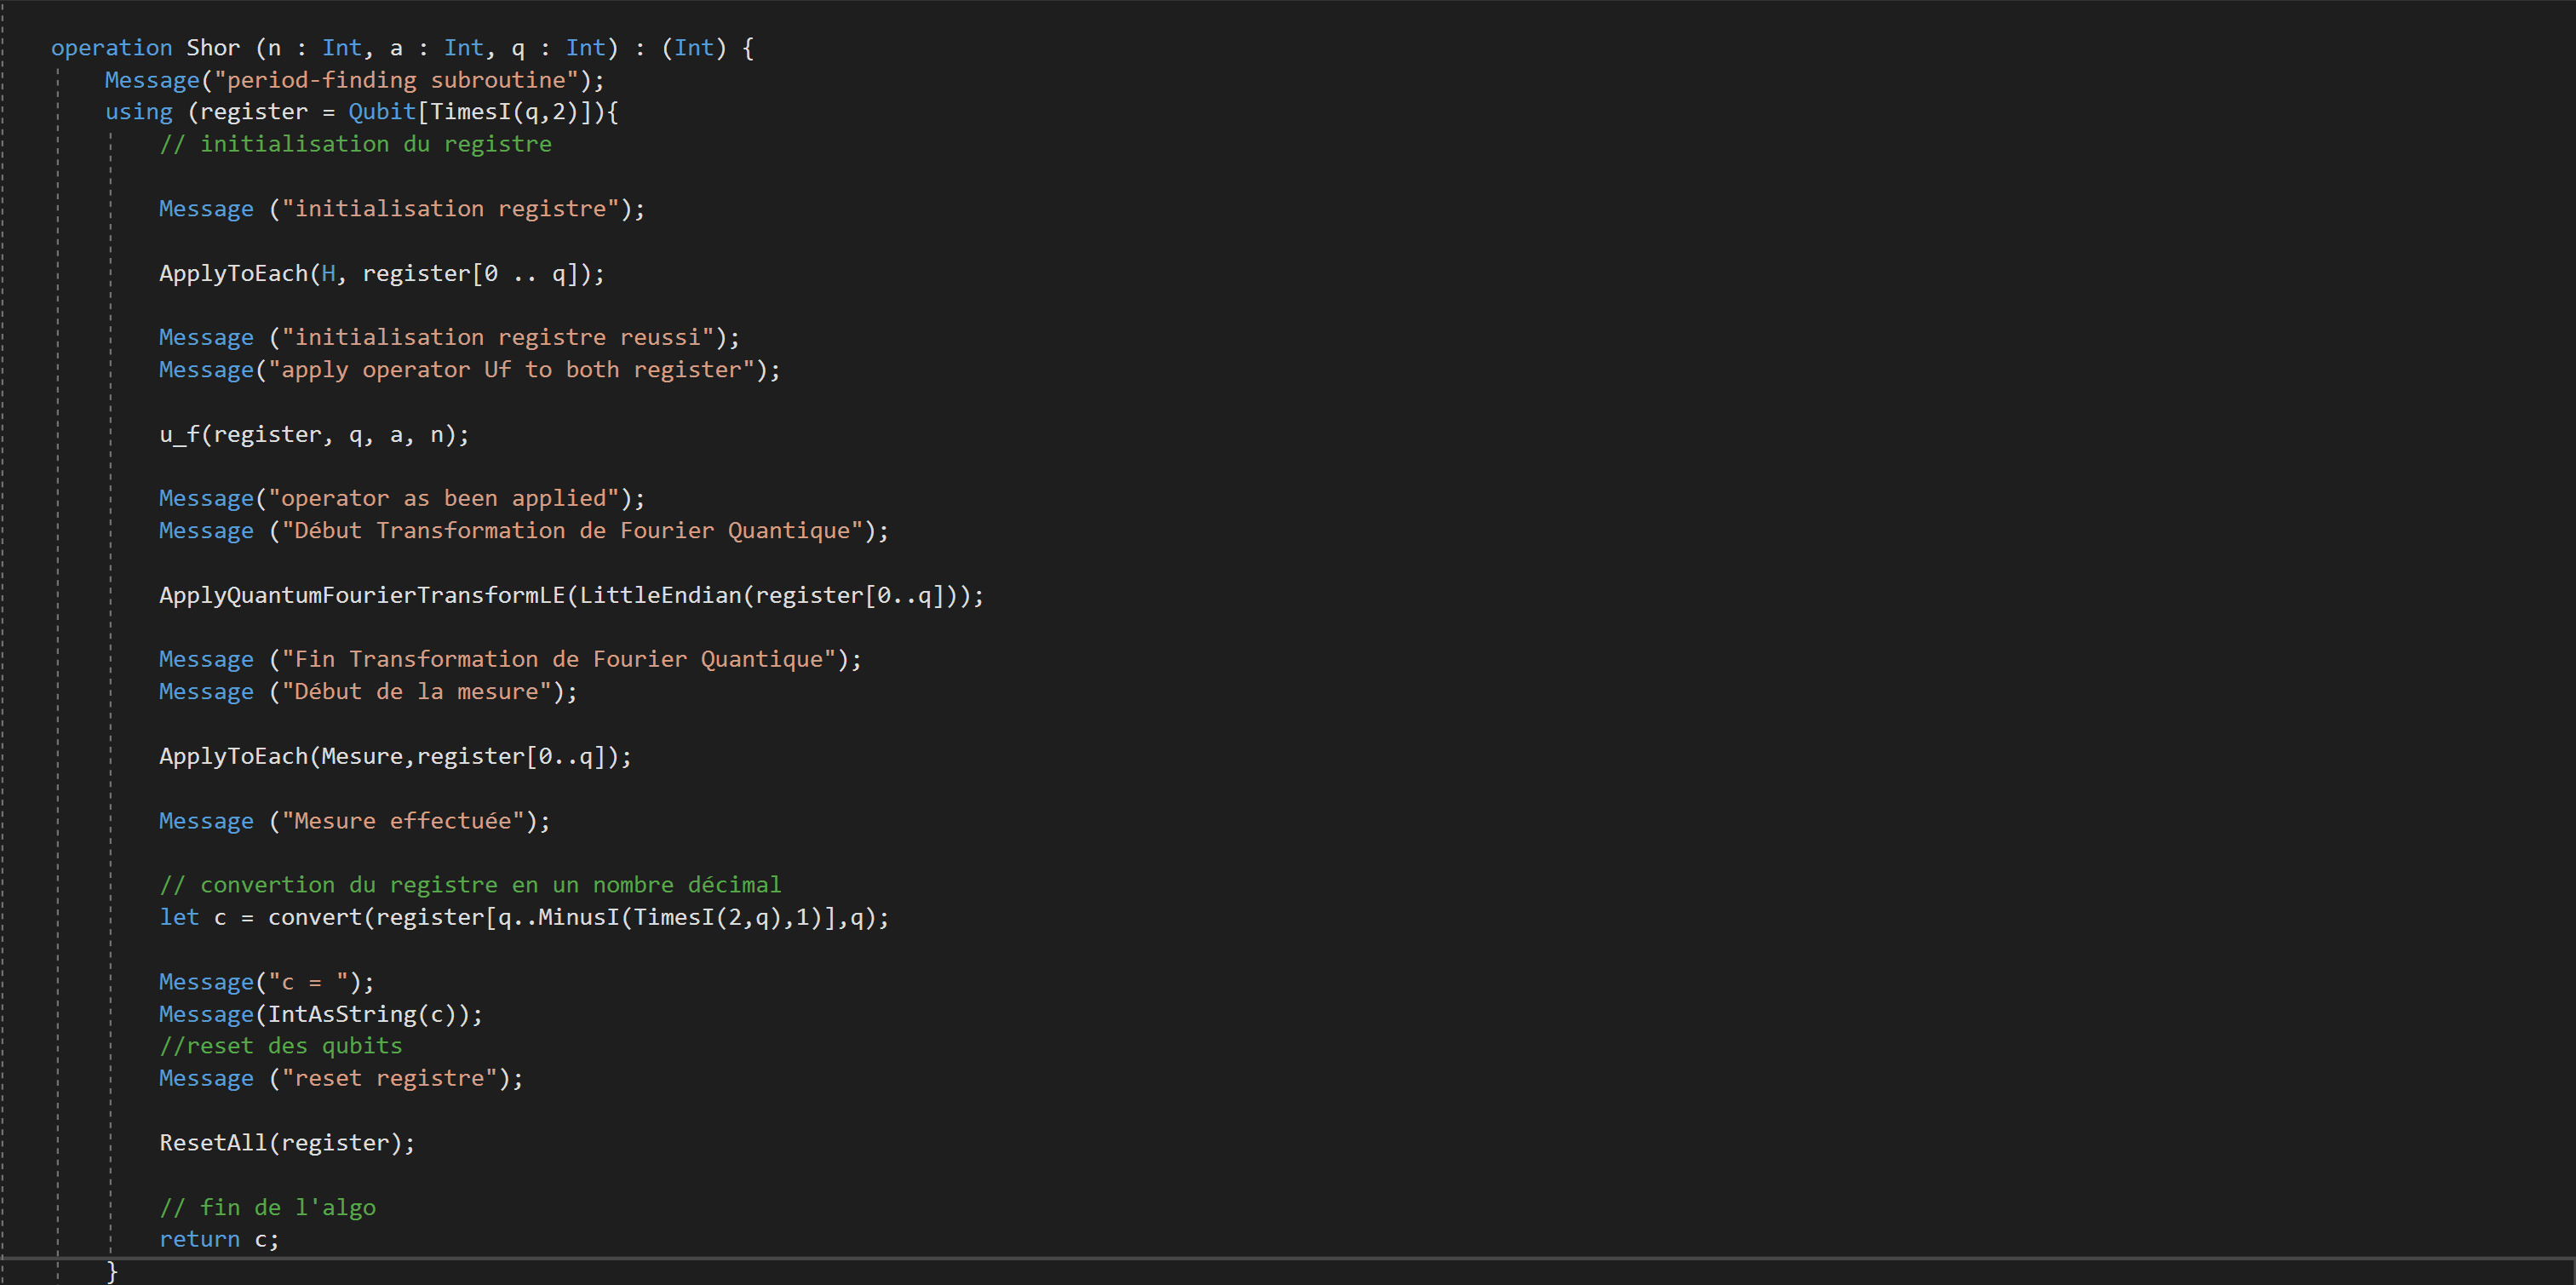 operation Shor (n : Int, a : Int, q : Int) : (Int) {
Message("period-finding subroutine");
using (register = Qubit[TimesI(q,2)]){
// initialisation du registre
Message ("initialisation registre");
ApplyToEach(H, register[0 .. q]);
Message ("initialisation registre reussi");
Message("apply operator Uf to both register");
u_f(register, q, a, n);
Message("operator as been applied");
Message ("Début Transformation de Fourier Quantique");
ApplyQuantumFourierTransformLE(LittleEndian(register[0..q]));
Message ("Fin Transformation de Fourier Quantique");
Message ("Début de la mesure");
ApplyToEach(Mesure,register[0..q]);
Message ("Mesure effectuée");
// convertion du registre en un nombre décimal
let c = convert(register[q..MinusI(TimesI(2,q),1)],q);
Message("c = ");
Message(IntAsString(c));
//reset des qubits
Message ("reset registre");
ResetAll(register);
// fin de l'algo
return c;
}